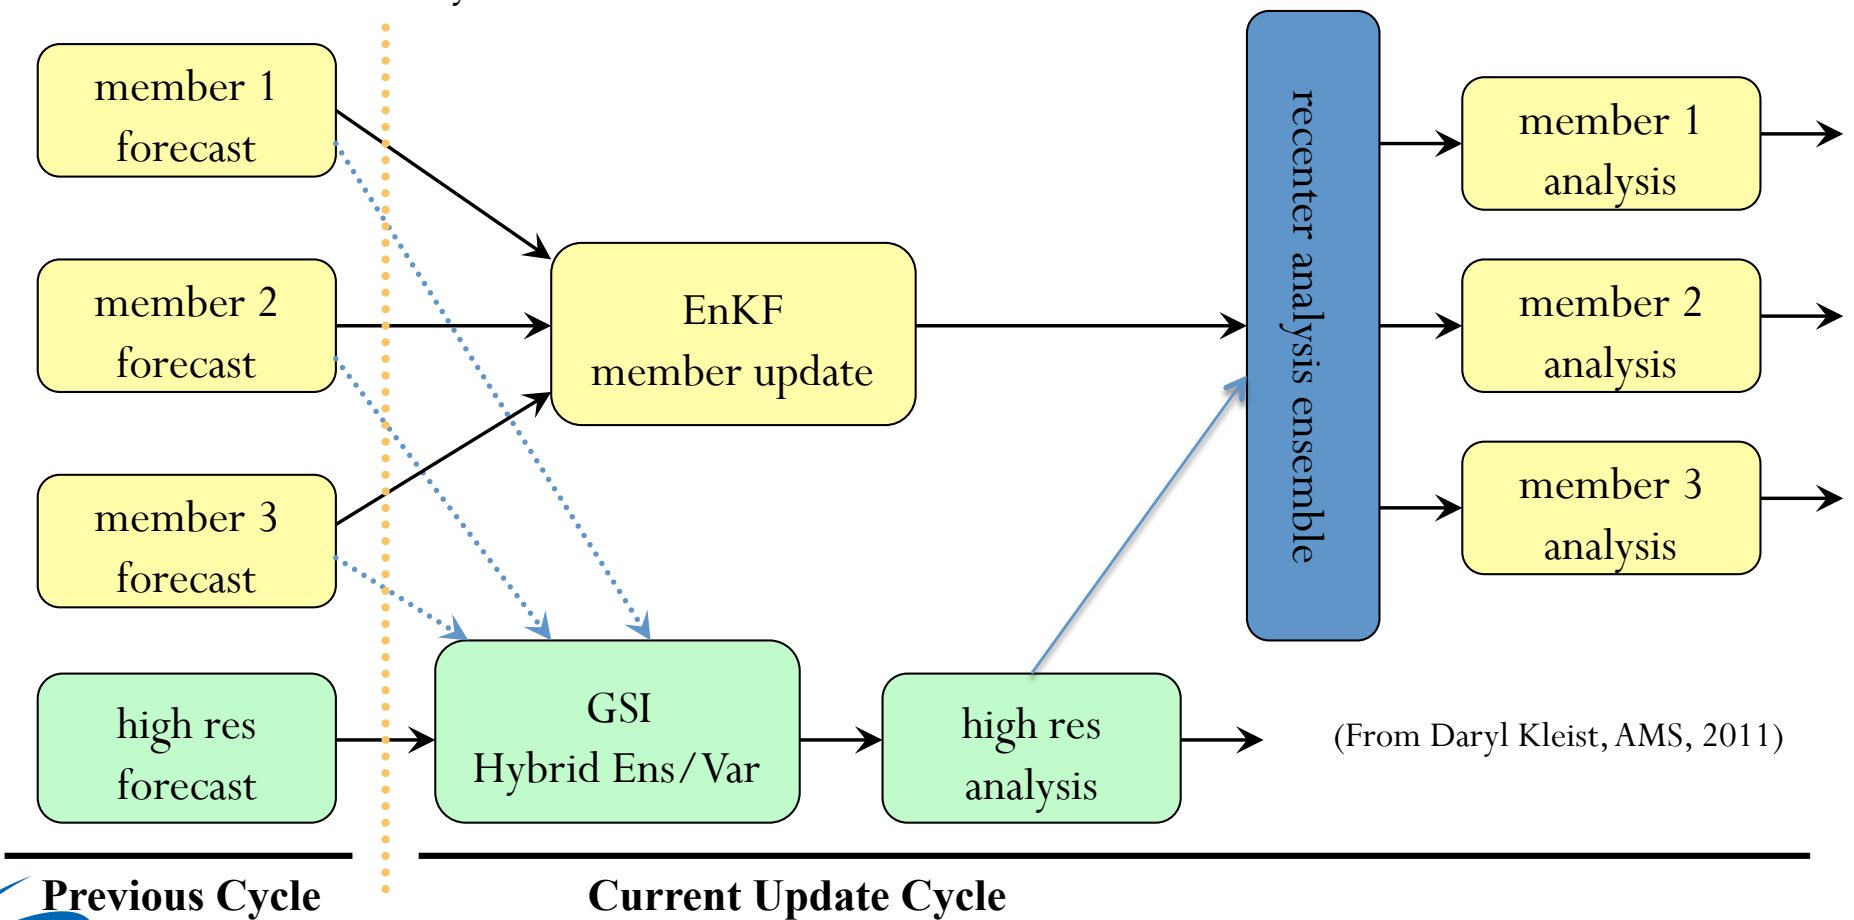 member 1
forecast
member 2
forecast
member 3
forecast
high res
forecast
EnKF
member update
GSI
Hybrid Ens/Var
high res
analysis
recenter analysis ensemble
member 1
analysis
member 2
analysis
member 3
analysis
(From Daryl Kleist, AMS, 2011)
Previous Cycle
Current Update Cycle